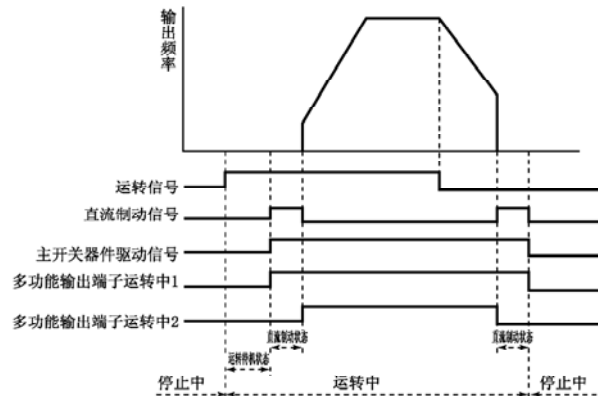 输出频率
运转信号
直流制动信号
主开关器件驱动信号
多功能输出端子运转中1
多功能输出端子运转中2
直流制动状态
直流制动状态
运转待机状态
停止中
运转中
停止中